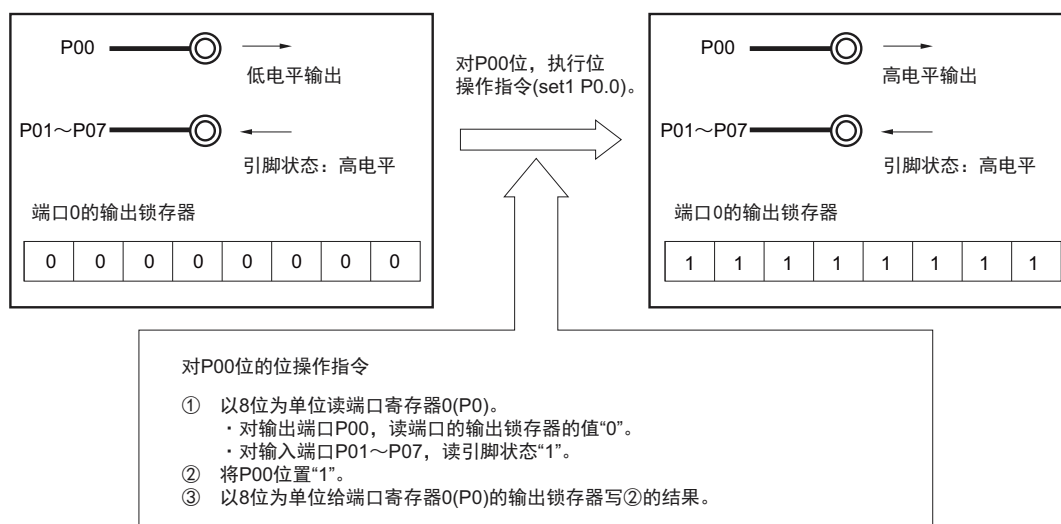 P00
低电平输出
P01～P07
引脚状态：高电平
端口0的输出锁存器
0 0 0 0 0 0 0 0
对P00位，执行位
操作指令(set1 P0.0)。
P00
高电平输出
P01～P07
引脚状态：高电平
端口0的输出锁存器
1 1 1 1 1 1 1 1
对P00位的位操作指令
① 以8位为单位读端口寄存器0(P0)。
・对输出端口P00，读端口的输出锁存器的值“0”。
・对输入端口P01～P07，读引脚状态“1”。
② 将P00位置“1”。
③ 以8位为单位给端口寄存器0(P0)的输出锁存器写②的结果。